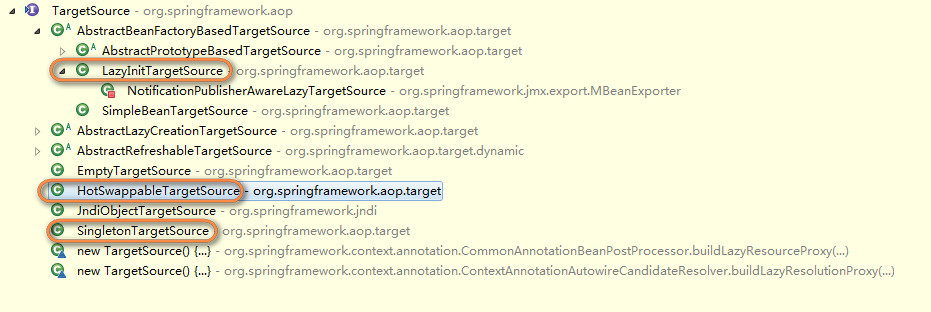 TargetSource - org.springframework.aop
AbstractBeanFactoryBasedTargetSource - org.springframework.aop.target
AbstractPrototypeBasedTargetSource - org.springframework.aop.target
LazyInitTargetSource - org.springframework.aop.target
NotificationPublisherAwareLazyTargetSource - org.springframework.jmx.export.MBeanExporter
SimpleBeanTargetSource - org.springframework.aop.target
AbstractLazyCreationTargetSource - org.springframework.aop.target
AbstractRefreshableTargetSource - org.springframework.aop.target.dynamic
EmptyTargetSource - org.springframework.aop.target
HotSwappableTargetSource - org.springframework.aop.target
JndiObjectTargetSource - org.springframework.jndi
SingletonTargetSource - org.springframework.aop.target
new TargetSource() {...} - org.springframework.context.annotation.CommonAnnotationBeanPostProcessor.buildLazyResourceProxy(...)
new TargetSource() {...} - org.springframework.context.annotation.ContextAnnotationAutowireCandidateResolver.buildLazyResolutionProxy(...)